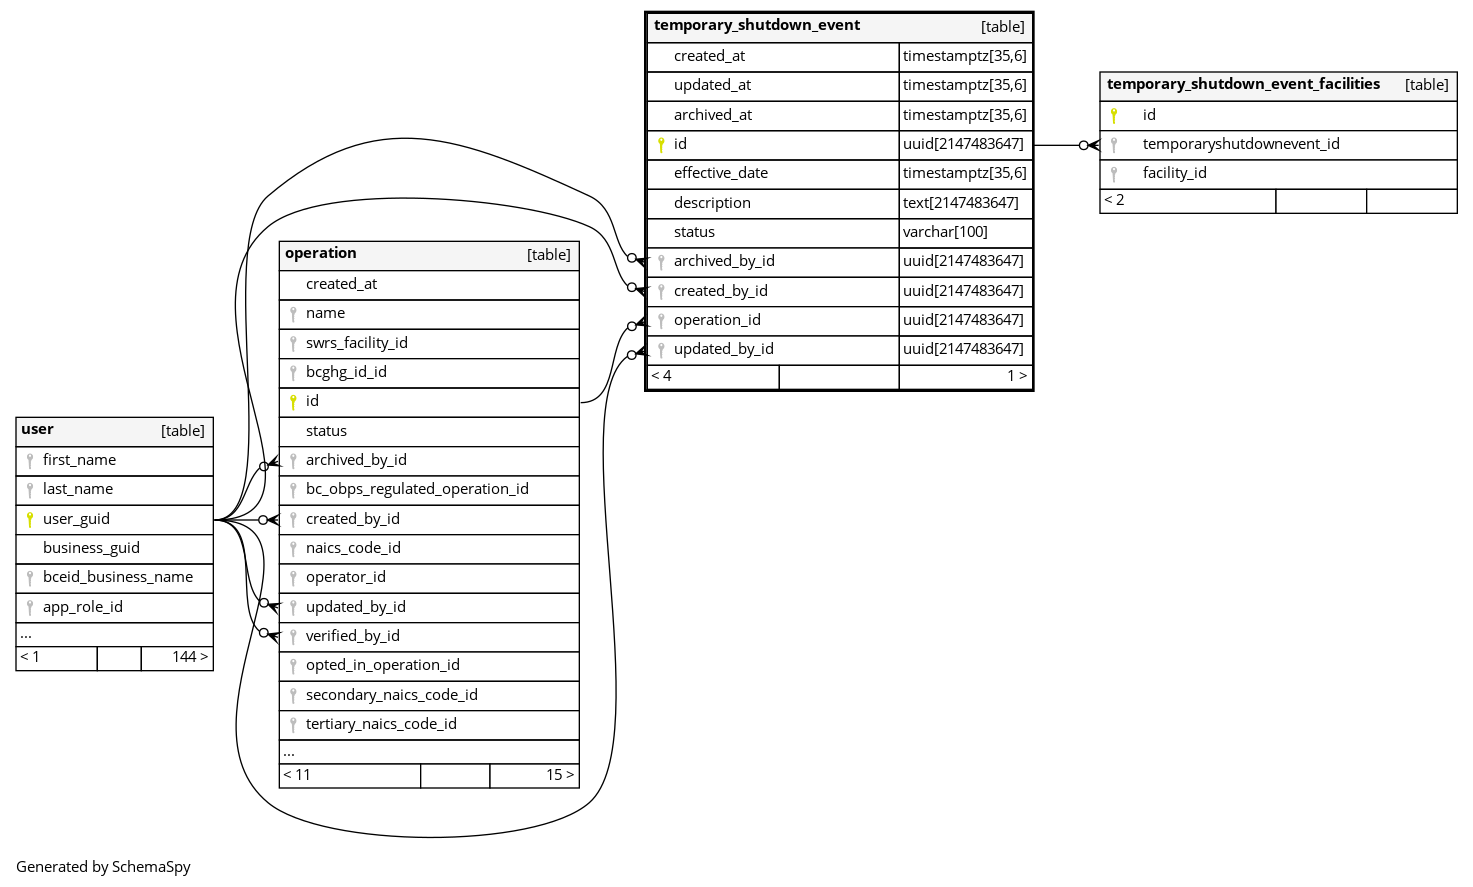 temporary_shutdown_event [table]
created_at timestamptz[35,6]
updated_at timestamptz[35,6]
archived_at timestamptz[35,6]
id uuid[2147483647]
effective_date timestamptz[35,6]
description text[2147483647]
status varchar[100]
archived_by_id uuid[2147483647]
created_by_id uuid[2147483647]
operation_id uuid[2147483647]
updated_by_id uuid[2147483647]
< 4 1 >
temporary_shutdown_event_facilities [table]
id
temporaryshutdownevent_id
facility_id
< 2
operation [table]
created_at
name
swrs_facility_id
bcghg_id_id
id
status
archived_by_id
bc_obps_regulated_operation_id
created_by_id
naics_code_id
operator_id
updated_by_id
verified_by_id
opted_in_operation_id
secondary_naics_code_id
tertiary_naics_code_id
...
< 11 15 >
user [table]
first_name
last_name
user_guid
business_guid
bceid_business_name
app_role_id
...
< 1 144 >
Generated by SchemaSpy